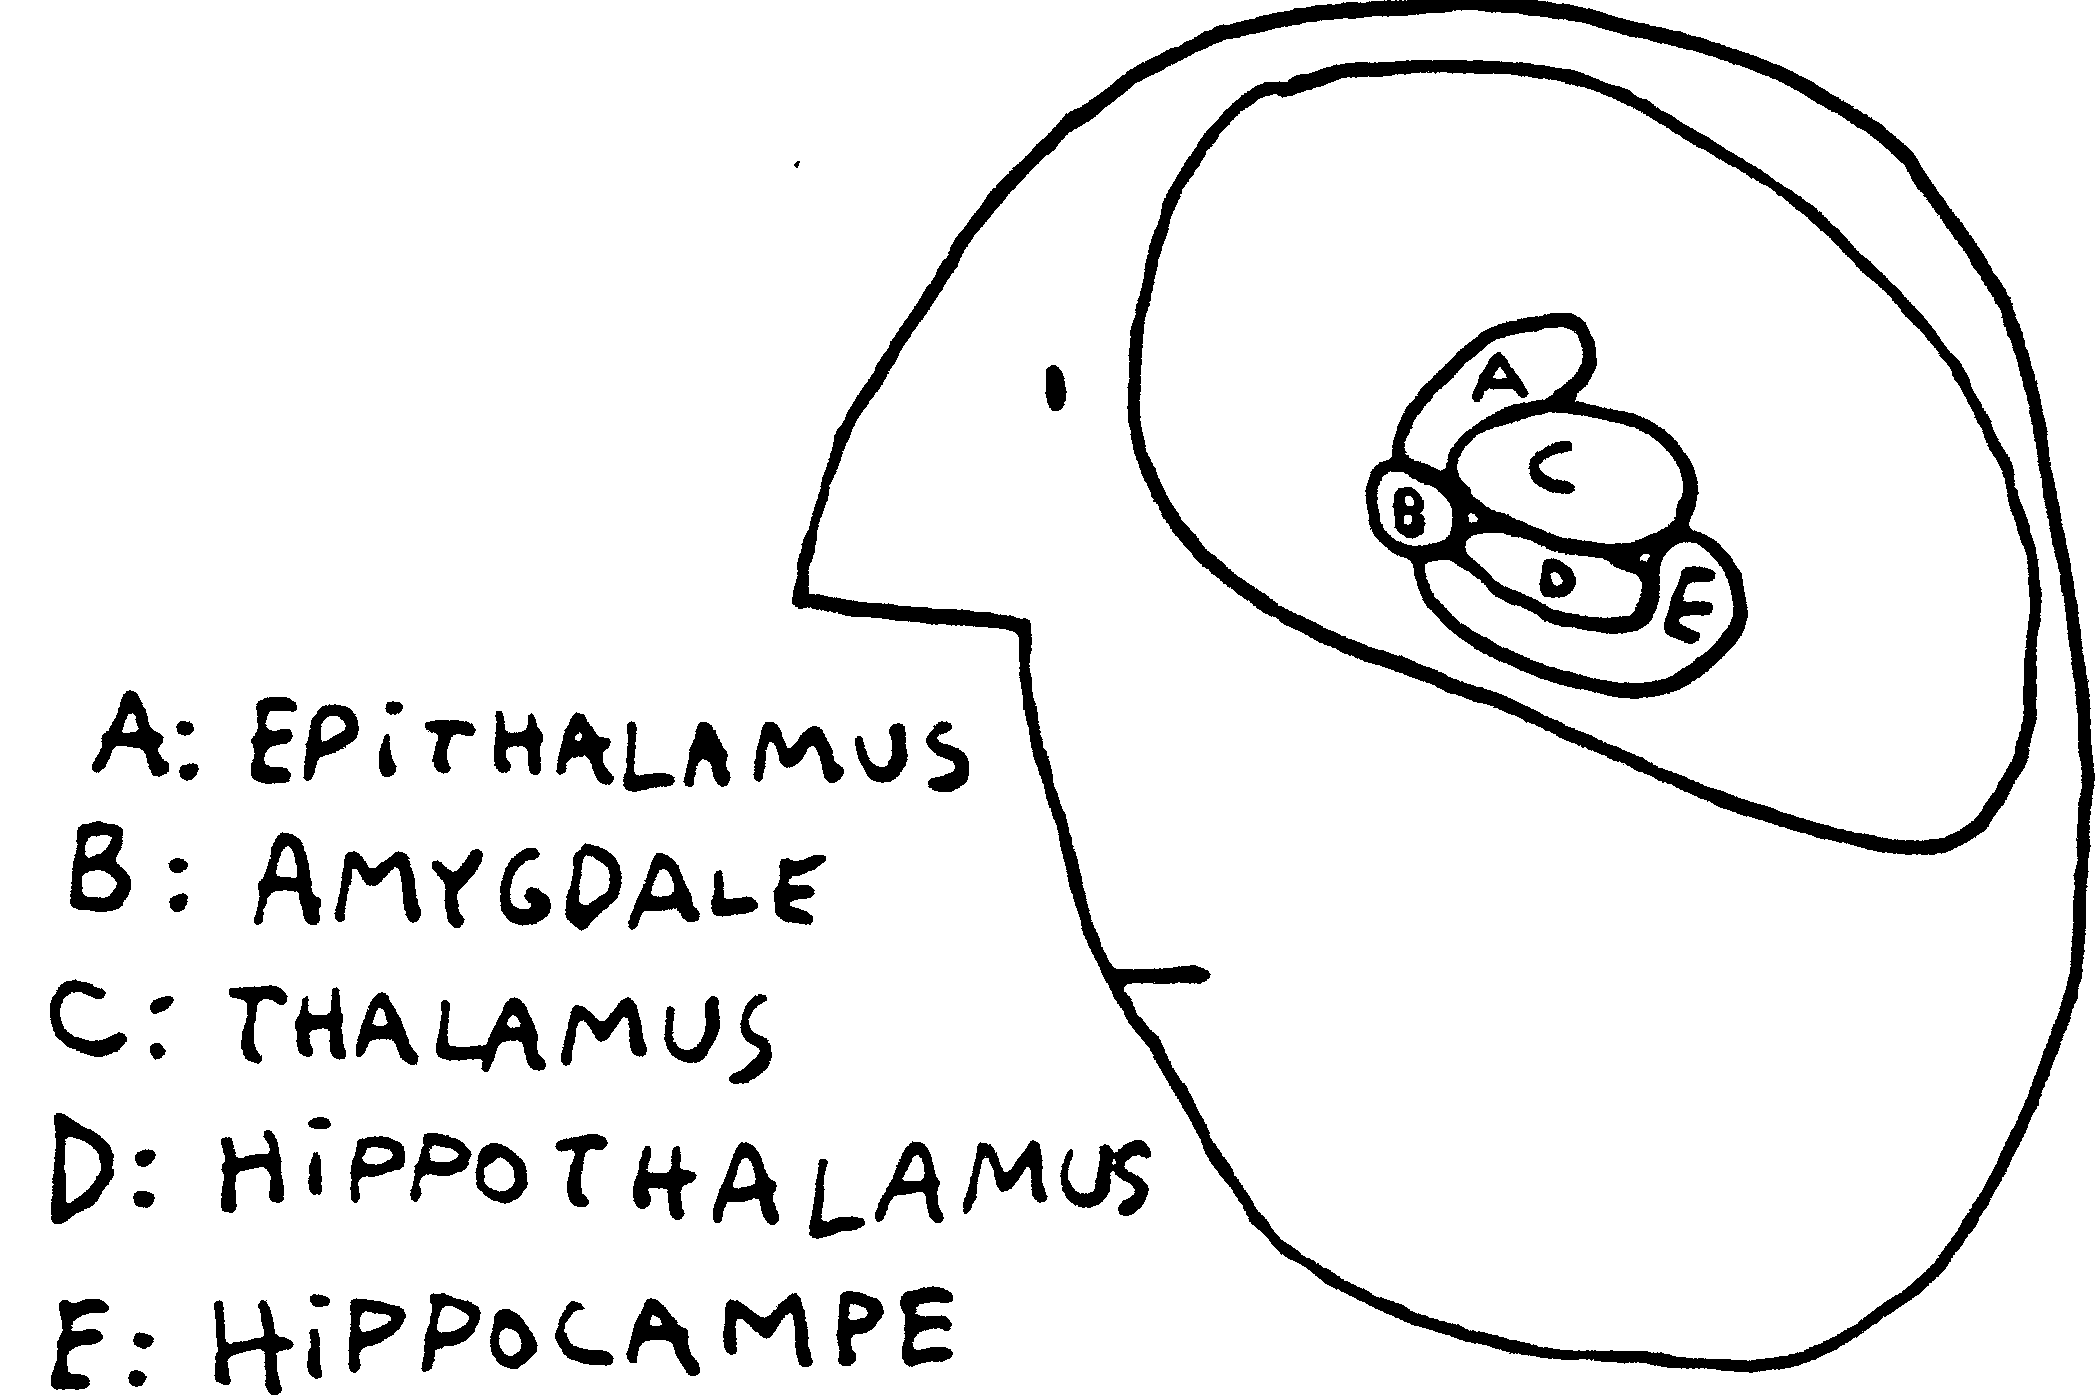 A
C
B
D
E
A: EPiTHALAMUS
B: AMYGDALE
C: THALAMUS
D: HiPPOTHALAMUS
E: HiPPOCAMPE